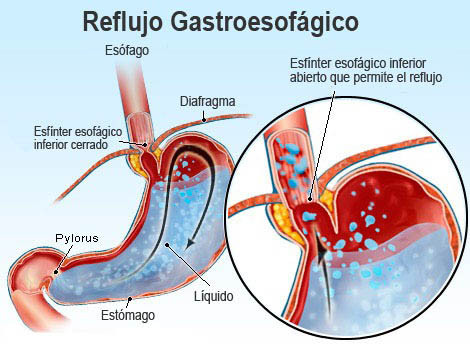 Reflujo Gastroesofágico
Esófago
Esfínter esofágico inferior
abierto que permite el reflujo
Diafragma
Esfínter esofágico
inferior cerrado
Pylorus
Líquido
Estómago